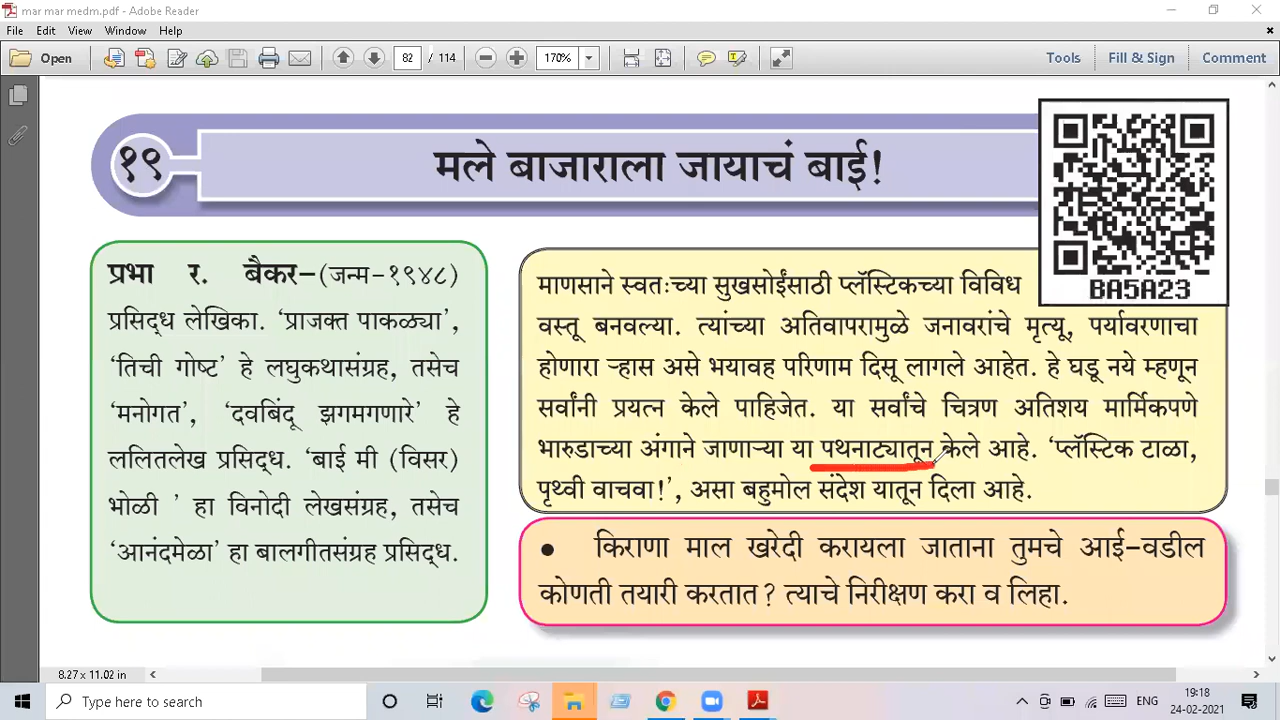 mar mar medm.pdf - Adobe Reader
File Edit View Window Help
Open 82 / 114 170% Tools Fill & Sign Comment
१९ मले बाजाराला जायाचं बाई!
BA5A23
प्रभा र. बैकर–(जन्म-१९४८)
प्रसिद्ध लेखिका. ‘प्राजक्त पाकळ्या’,
‘तिची गोष्ट’ हे लघुकथासंग्रह, तसेच
‘मनोगत’, ‘दवबिंदू झगमगणारे’ हे
ललितलेख प्रसिद्ध. ‘बाई मी (विसर)
भोळी ’ हा विनोदी लेखसंग्रह, तसेच
‘आनंदमेळा’ हा बालगीतसंग्रह प्रसिद्ध.
माणसाने स्वतःच्या सुखसोईंसाठी प्लॅस्टिकच्या विविध
वस्तू बनवल्या. त्यांच्या अतिवापरामुळे जनावरांचे मृत्यू, पर्यावरणाचा
होणारा ऱ्हास असे भयावह परिणाम दिसू लागले आहेत. हे घडू नये म्हणून
सर्वांनी प्रयत्न केले पाहिजेत. या सर्वांचे चित्रण अतिशय मार्मिकपणे
भारुडाच्या अंगाने जाणाऱ्या या पथनाट्यातून केले आहे. ‘प्लॅस्टिक टाळा,
पृथ्वी वाचवा!’, असा बहुमोल संदेश यातून दिला आहे.
● किराणा माल खरेदी करायला जाताना तुमचे आई-वडील
कोणती तयारी करतात? त्याचे निरीक्षण करा व लिहा.
8.27 x 11.02 in
Type here to search
ENG 19:18
24-02-2021